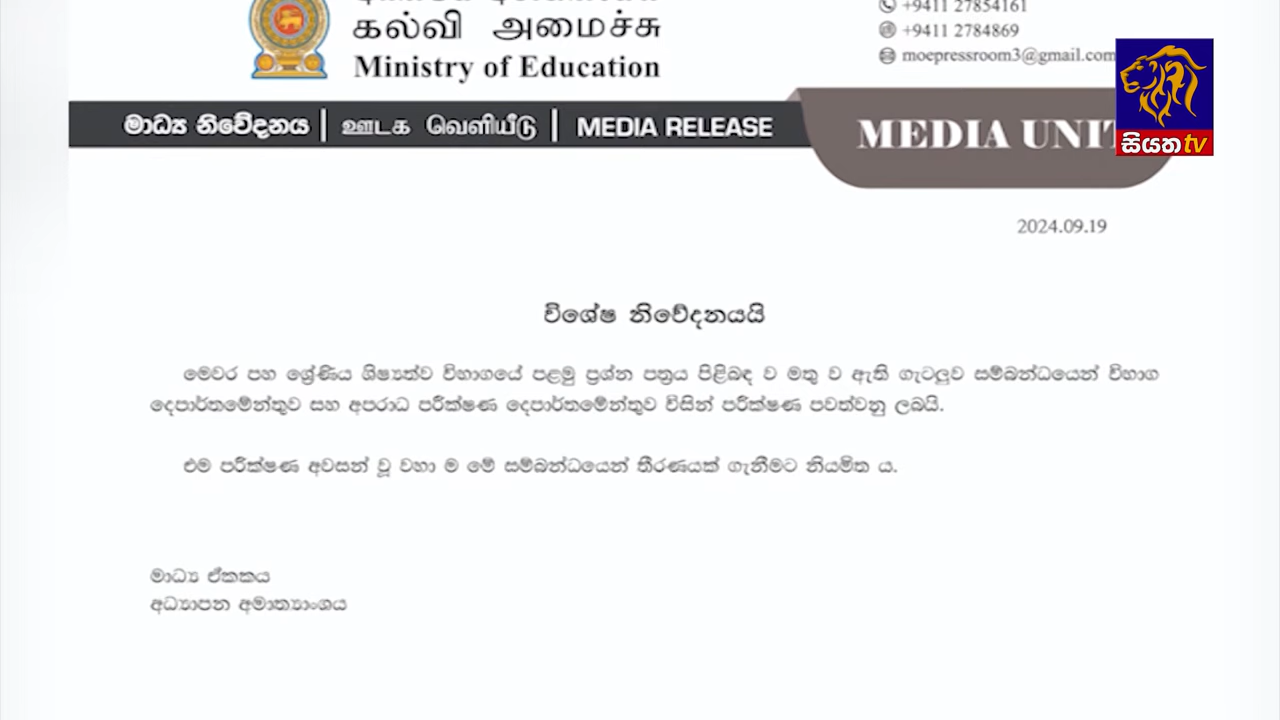 கல்வி அமைச்சு
Ministry of Education
+9411 27854161
+9411 2784869
moepressroom3@gmail.com
සියත tv
මාධ්‍ය නිවේදනය | ஊடக வெளியீடு | MEDIA RELEASE
MEDIA UNIT
2024.09.19
විශේෂ නිවේදනයයි
මෙවර පහ ශ්‍රේණිය ශිෂ්‍යත්ව විභාගයේ පළමු ප්‍රශ්න පත්‍රය පිළිබඳ ව මතු ව ඇති ගැටලුව සම්බන්ධයෙන් විභාග
දෙපාර්තමේන්තුව සහ අපරාධ පරීක්ෂණ දෙපාර්තමේන්තුව විසින් පරීක්ෂණ පවත්වනු ලබයි.
එම පරීක්ෂණ අවසන් වූ වහා ම මේ සම්බන්ධයෙන් තීරණයක් ගැනීමට නියමිත ය.
මාධ්‍ය ඒකකය
අධ්‍යාපන අමාත්‍යාංශය